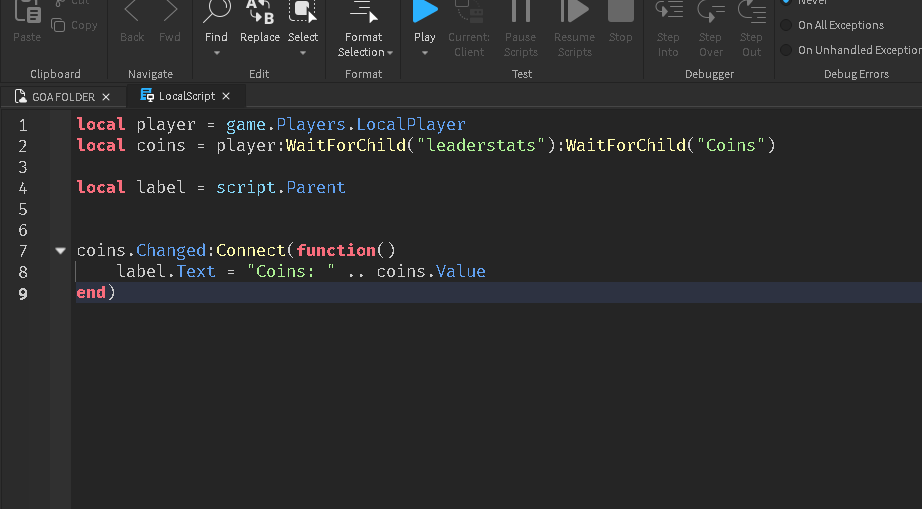 Cut
Never
Paste
Copy
Back
Fwd
Find
Replace
Select
Format
Selection
Play
Current:
Client
Pause
Scripts
Resume
Scripts
Stop
Step
Into
Step
Over
Step
Out
On All Exceptions
On Unhandled Exception
Clipboard
Navigate
Edit
Format
Test
Debugger
Debug Errors
GOAFOLDER
LocalScript
1 local player = game.Players.LocalPlayer
2 local coins = player:WaitForChild("leaderstats"):WaitForChild("Coins")
3
4 local label = script.Parent
5
6
7 coins.Changed:Connect(function()
8 label.Text = "Coins: " .. coins.Value
9 end)